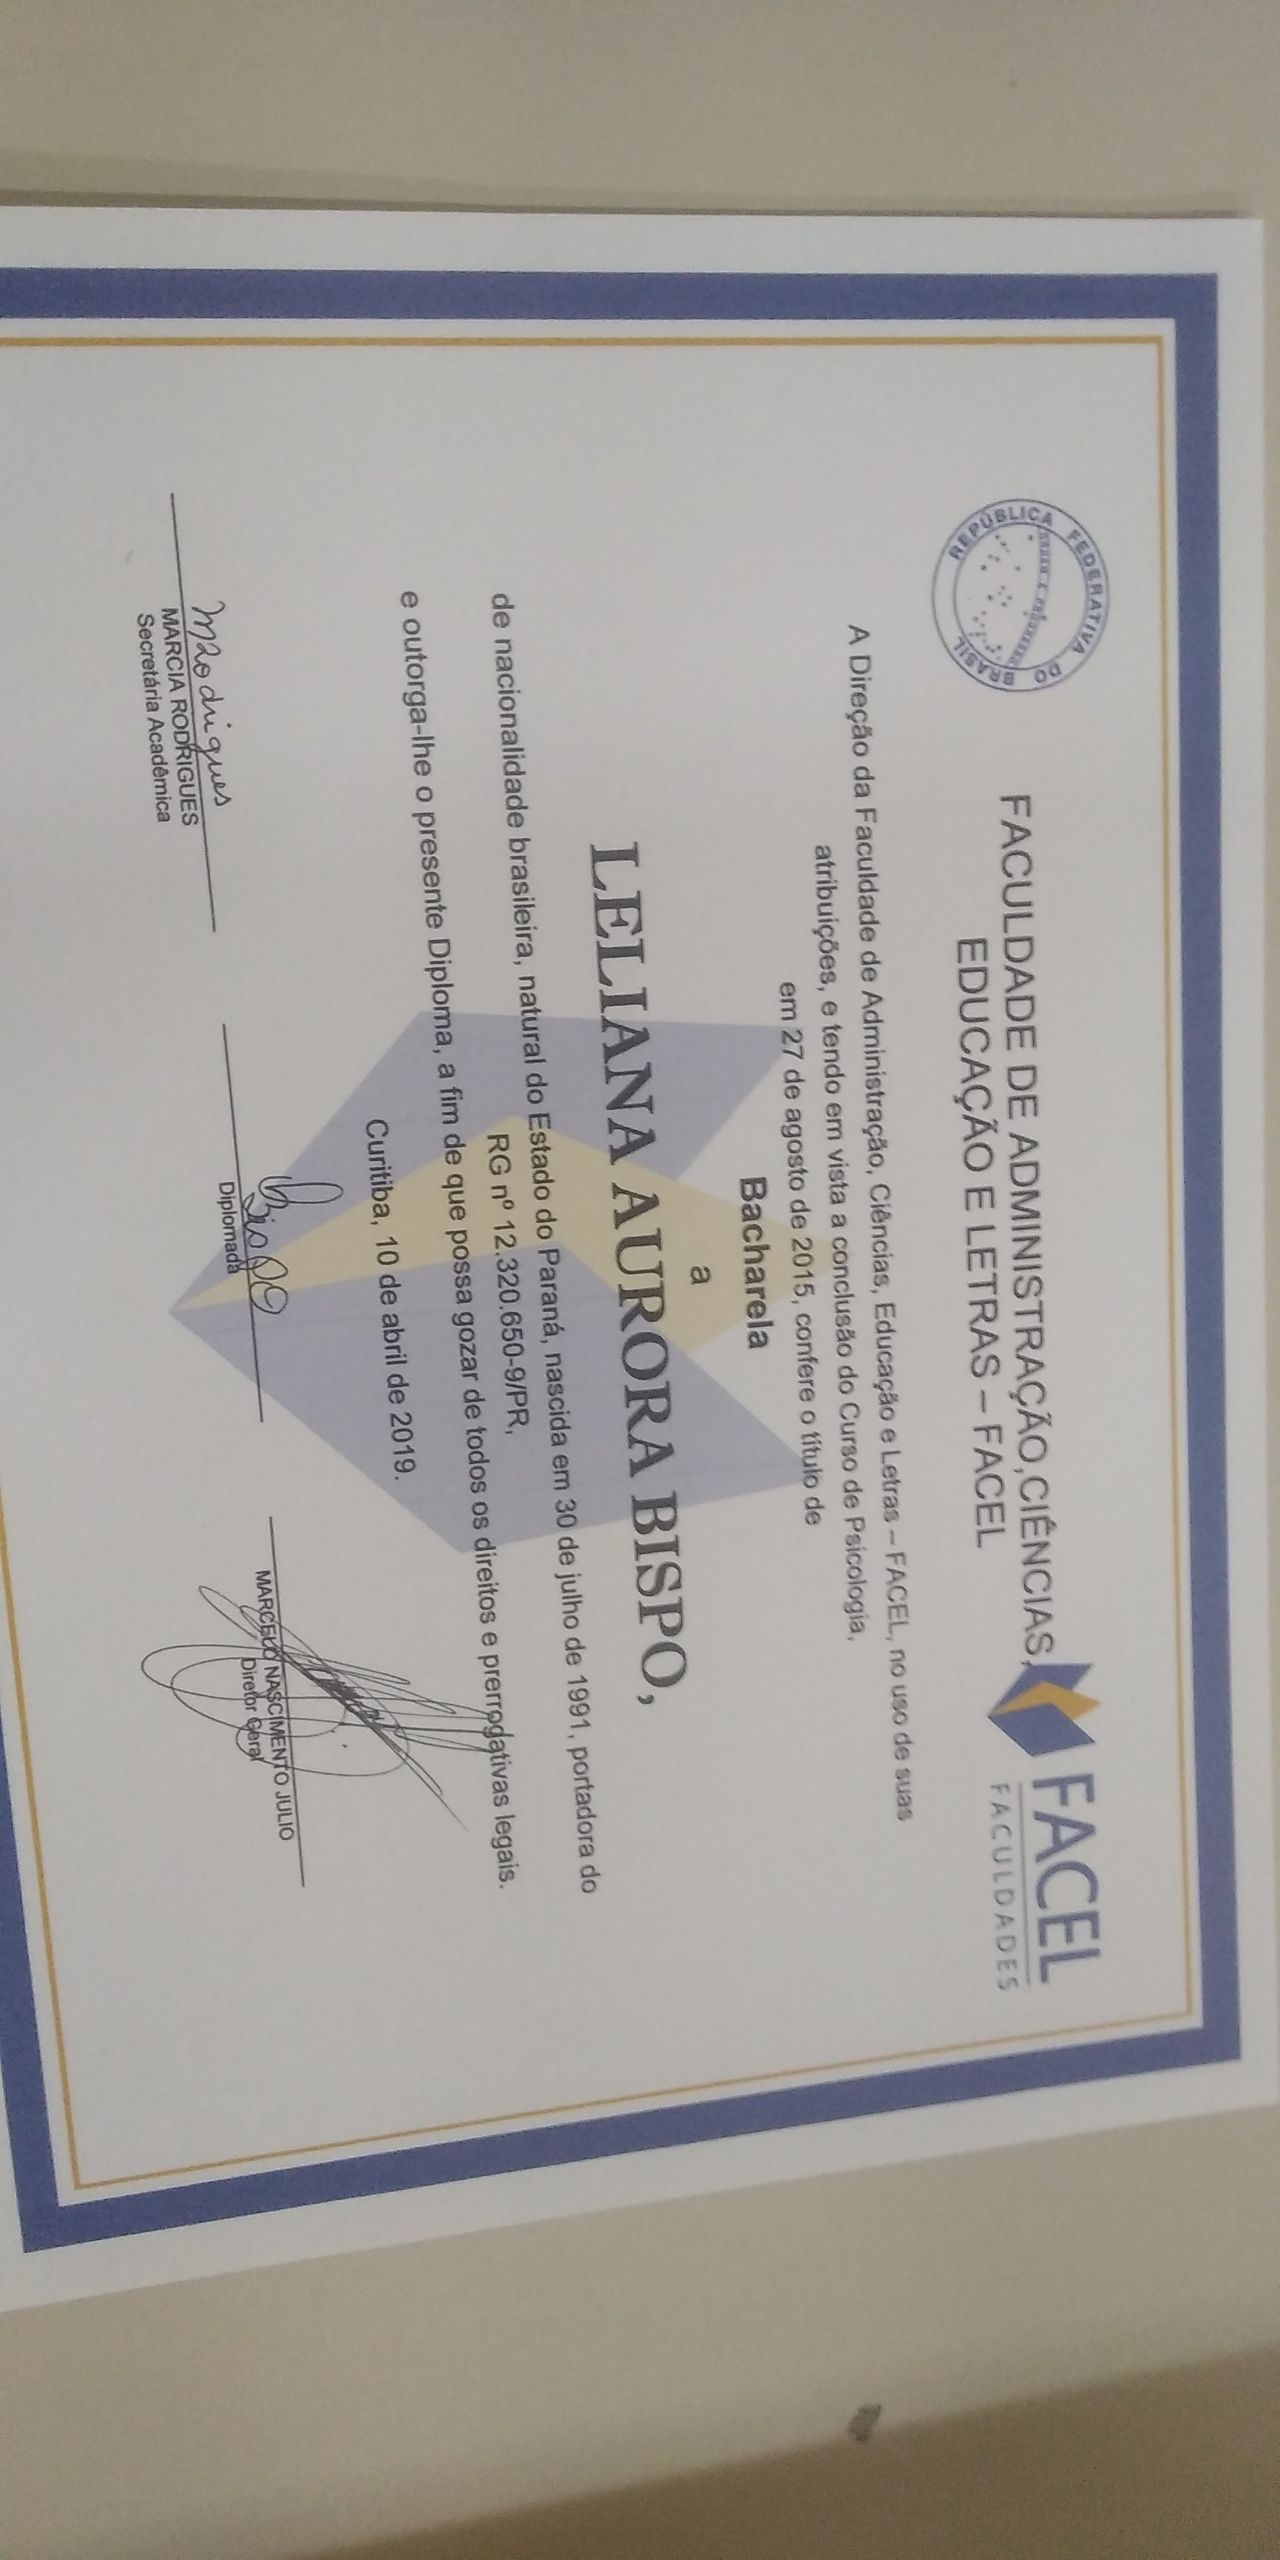 REPÚBLICA FEDERATIVA DO BRASIL
FACULDADE DE ADMINISTRAÇÃO,CIÊNCIAS,
EDUCAÇÃO E LETRAS – FACEL
FACEL
FACULDADES
A Direção da Faculdade de Administração, Ciências, Educação e Letras – FACEL, no uso de suas
atribuições, e tendo em vista a conclusão do Curso de Psicologia,
em 27 de agosto de 2015, confere o título de
Bacharela
a
LELIANA AURORA BISPO,
de nacionalidade brasileira, natural do Estado do Paraná, nascida em 30 de julho de 1991, portadora do
RG nº 12.320.650-9/PR,
e outorga-lhe o presente Diploma, a fim de que possa gozar de todos os direitos e prerrogativas legais.
Curitiba, 10 de abril de 2019.
MARCIA RODRIGUES
Secretária Acadêmica
Bispo
Diplomada
MARCELO NASCIMENTO JULIO
Diretor Geral